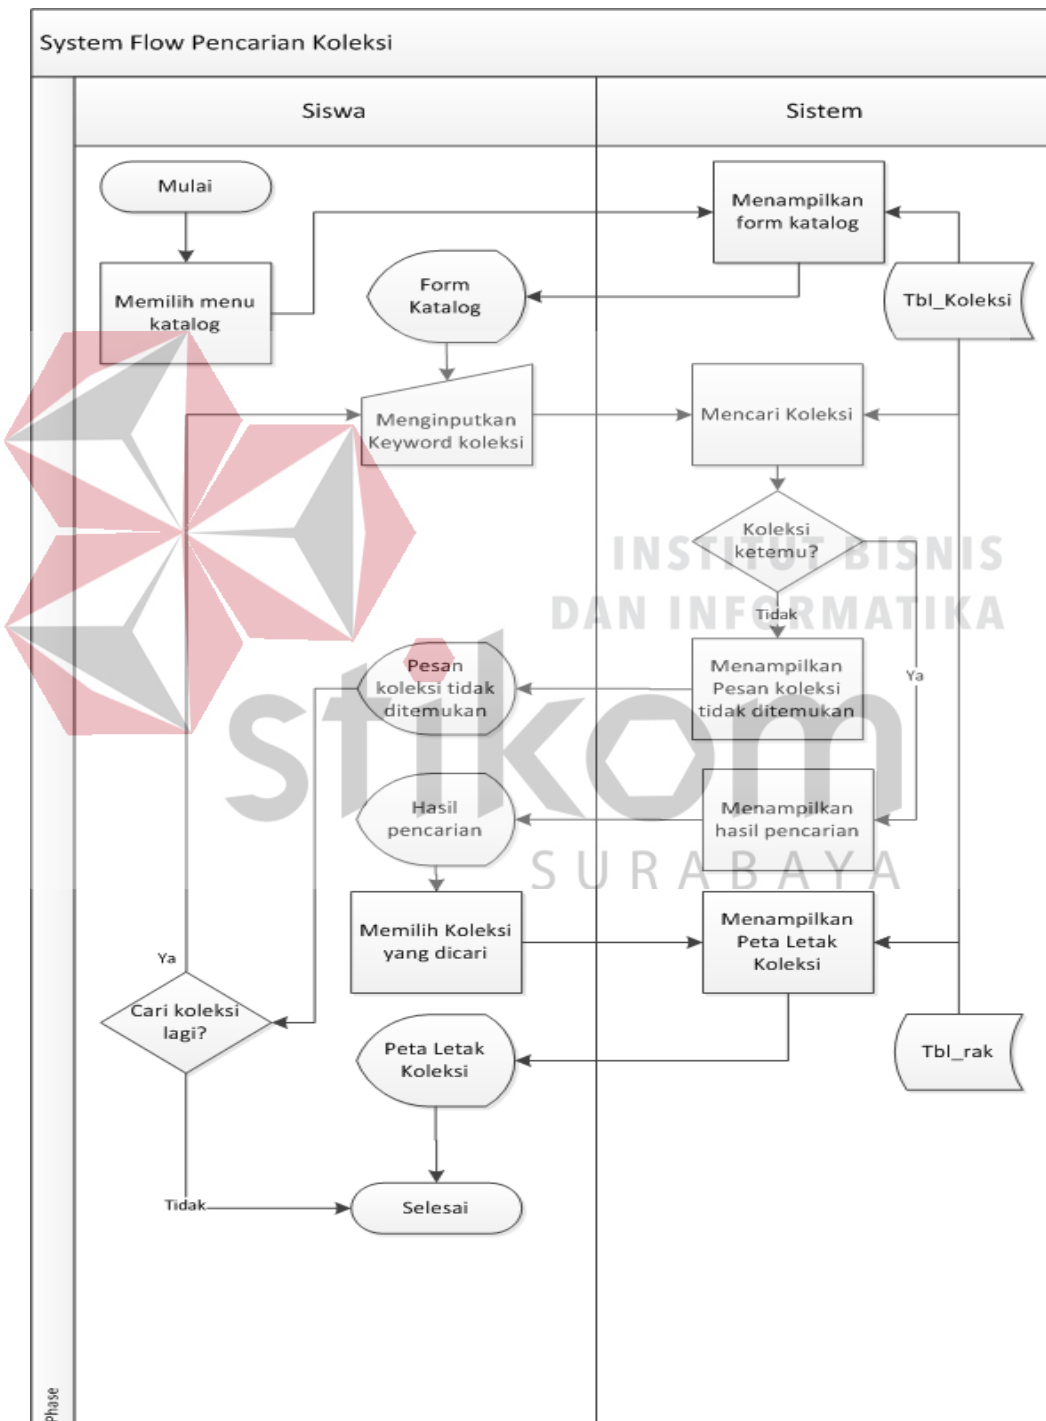 System Flow Pencarian Koleksi
Siswa
Sistem
Mulai
Menampilkan
form katalog
Memilih menu
katalog
Form
Katalog
Tbl_Koleksi
Menginputkan
Keyword koleksi
Mencari Koleksi
Koleksi
ketemu?
INSTITUT BISNIS
DAN INFORMATIKA
Tidak
Ya
Pesan
koleksi tidak
ditemukan
Menampilkan
Pesan koleksi
tidak ditemukan
stikom
Hasil
pencarian
Menampilkan
hasil pencarian
SURABAYA
Memilih Koleksi
yang dicari
Menampilkan
Peta Letak
Koleksi
Ya
Cari koleksi
lagi?
Peta Letak
Koleksi
Tbl_rak
Tidak
Selesai
Phase